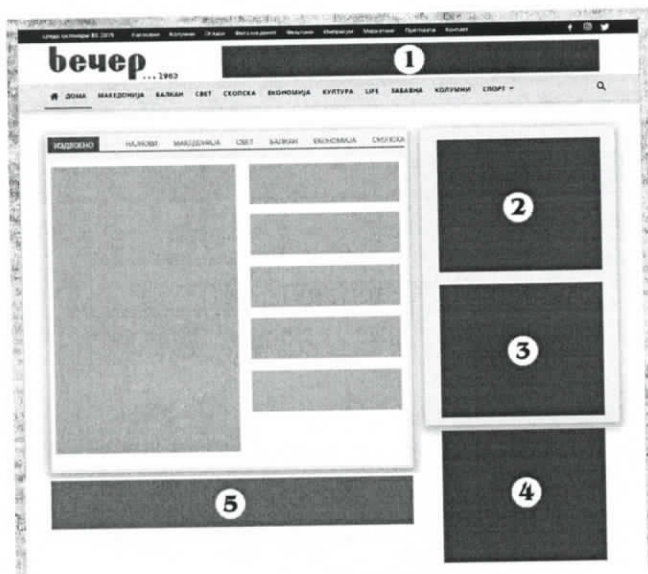 Вечер
...1963
ДОМА МАКЕДОНИЈА БАЛКАН СВЕТ СКОПСКА ЕКОНОМИЈА КУЛТУРА LIFE ЗАБАВНА КОЛУМНИ СПОРТ
ИЗДВОЕНО НАЈНОВИ МАКЕДОНИЈА СВЕТ БАЛКАН ЕКОНОМИЈА СКОПСКА
1
2
3
4
5